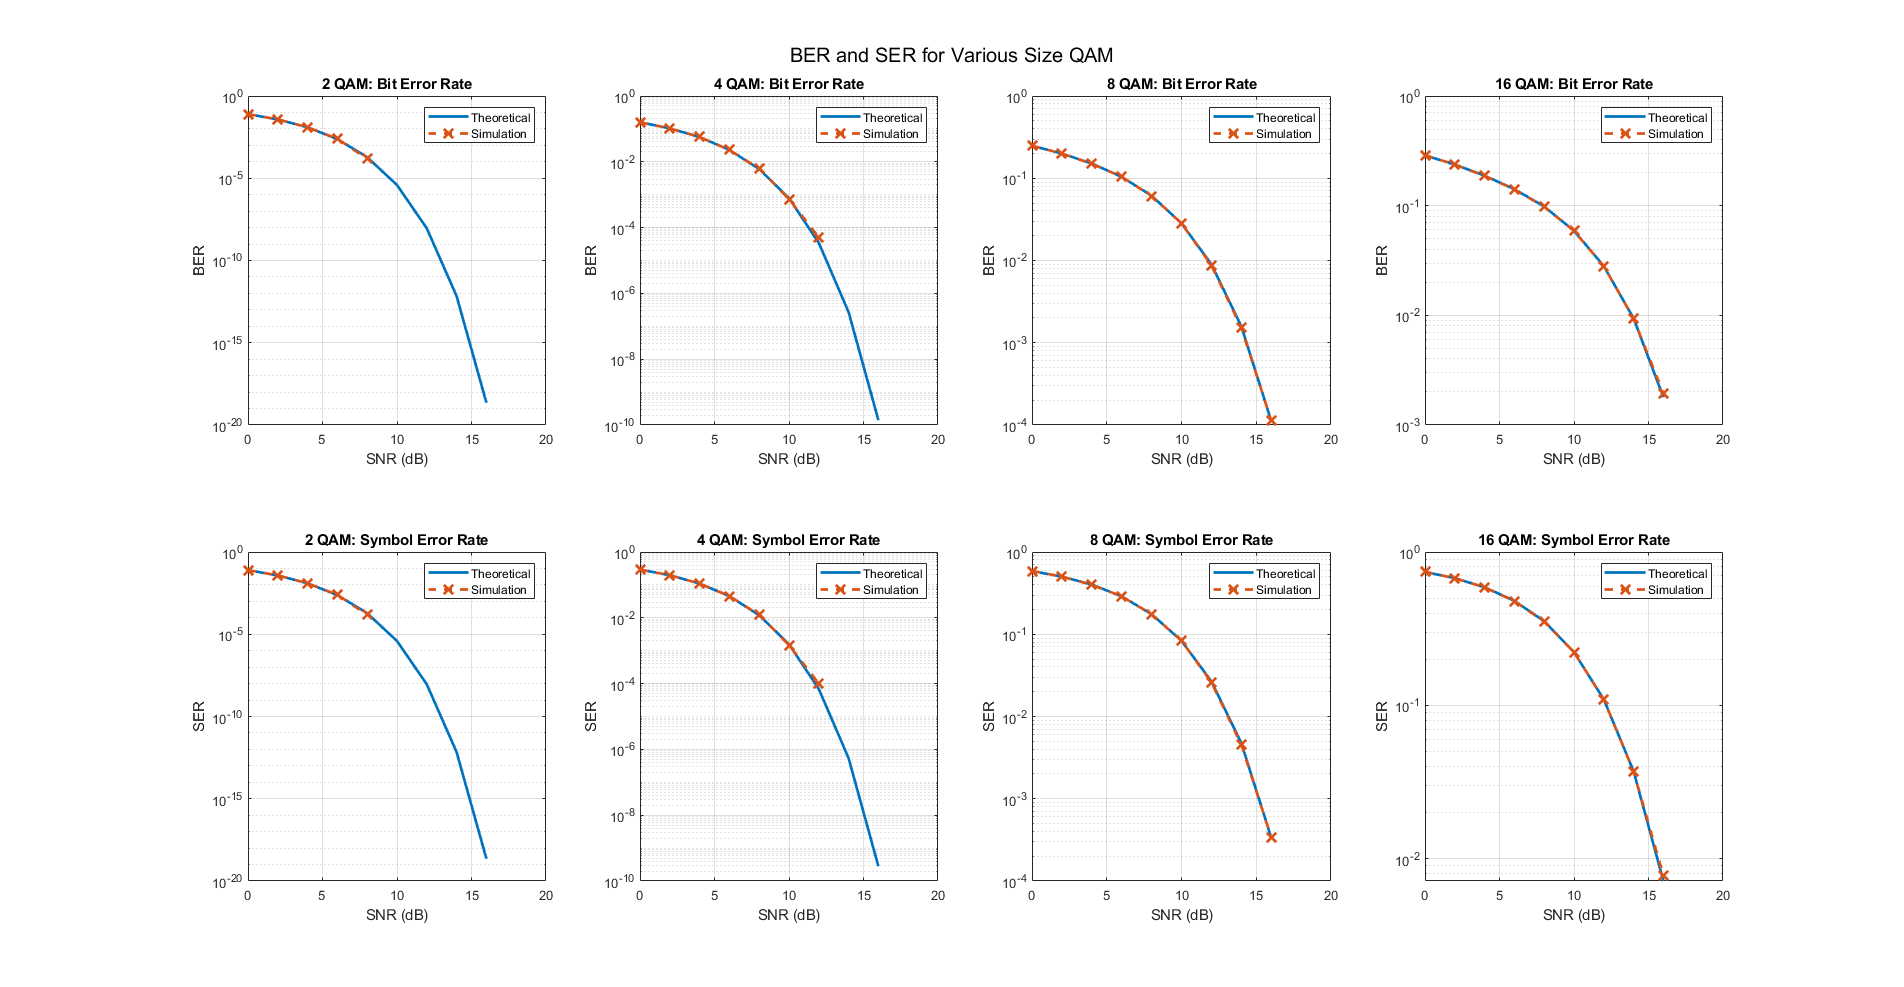 BER and SER for Various Size QAM
2 QAM: Bit Error Rate
10^0
10^-5
10^-10
10^-15
10^-20
BER
0 5 10 15 20
SNR (dB)
Theoretical
Simulation
4 QAM: Bit Error Rate
10^0
10^-2
10^-4
10^-6
10^-8
10^-10
BER
0 5 10 15 20
SNR (dB)
Theoretical
Simulation
8 QAM: Bit Error Rate
10^0
10^-1
10^-2
10^-3
10^-4
BER
0 5 10 15 20
SNR (dB)
Theoretical
Simulation
16 QAM: Bit Error Rate
10^0
10^-1
10^-2
10^-3
BER
0 5 10 15 20
SNR (dB)
Theoretical
Simulation
2 QAM: Symbol Error Rate
10^0
10^-5
10^-10
10^-15
10^-20
SER
0 5 10 15 20
SNR (dB)
Theoretical
Simulation
4 QAM: Symbol Error Rate
10^0
10^-2
10^-4
10^-6
10^-8
10^-10
SER
0 5 10 15 20
SNR (dB)
Theoretical
Simulation
8 QAM: Symbol Error Rate
10^0
10^-1
10^-2
10^-3
10^-4
SER
0 5 10 15 20
SNR (dB)
Theoretical
Simulation
16 QAM: Symbol Error Rate
10^0
10^-1
10^-2
SER
0 5 10 15 20
SNR (dB)
Theoretical
Simulation